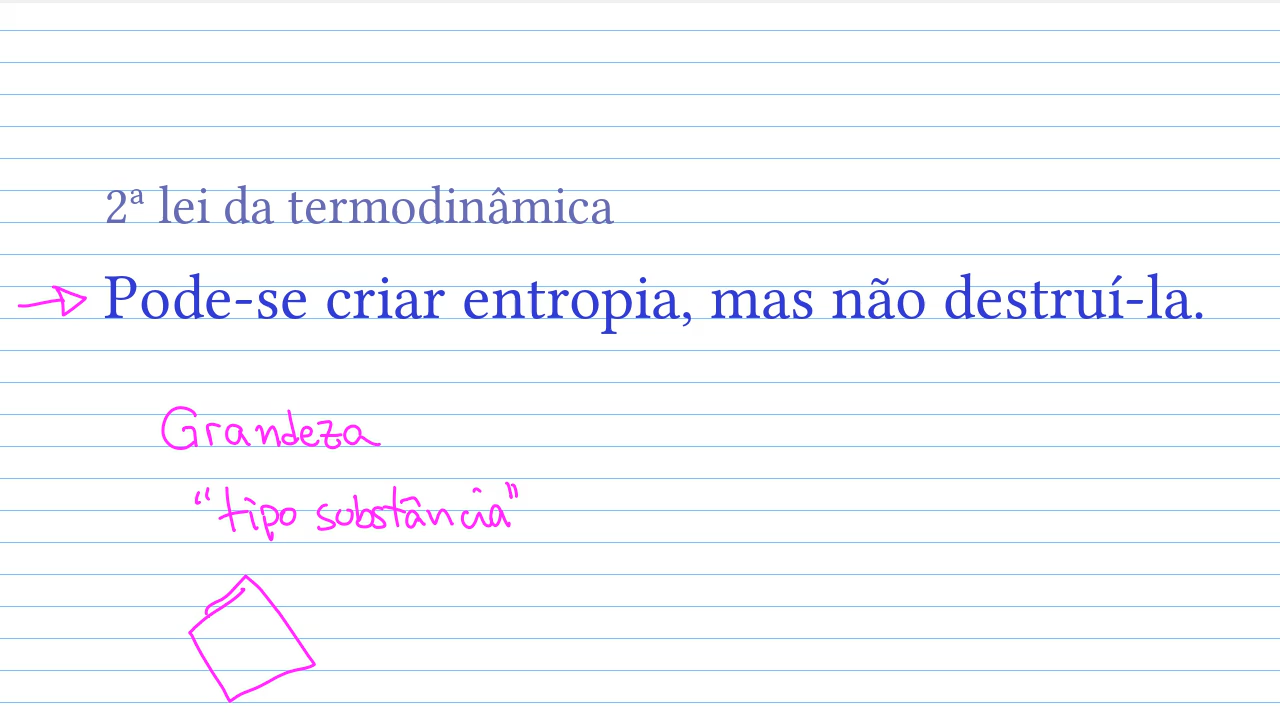 2ª lei da termodinâmica
Pode-se criar entropia, mas não destruí-la.
Grandeza
"tipo substância"